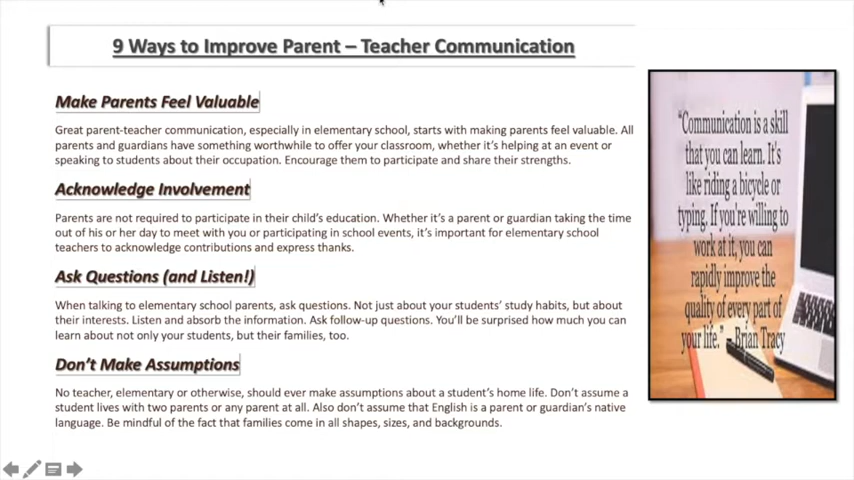 9 Ways to Improve Parent – Teacher Communication
Make Parents Feel Valuable
Great parent-teacher communication, especially in elementary school, starts with making parents feel valuable. All
parents and guardians have something worthwhile to offer your classroom, whether it's helping at an event or
speaking to students about their occupation. Encourage them to participate and share their strengths.
Acknowledge Involvement
Parents are not required to participate in their child's education. Whether it's a parent or guardian taking the time
out of his or her day to meet with you or participating in school events, it's important for elementary school
teachers to acknowledge contributions and express thanks.
Ask Questions (and Listen!)
When talking to elementary school parents, ask questions. Not just about your students' study habits, but about
their interests. Listen and absorb the information. Ask follow-up questions. You'll be surprised how much you can
learn about not only your students, but their families, too.
Don't Make Assumptions
No teacher, elementary or otherwise, should ever make assumptions about a student's home life. Don't assume a
student lives with two parents or any parent at all. Also don't assume that English is a parent or guardian's native
language. Be mindful of the fact that families come in all shapes, sizes, and backgrounds.
"Communication is a skill
that you can learn. It's
like riding a bicycle or
typing. If you're willing to
work at it, you can
rapidly improve the
quality of every part of
your life." – Brian Tracy